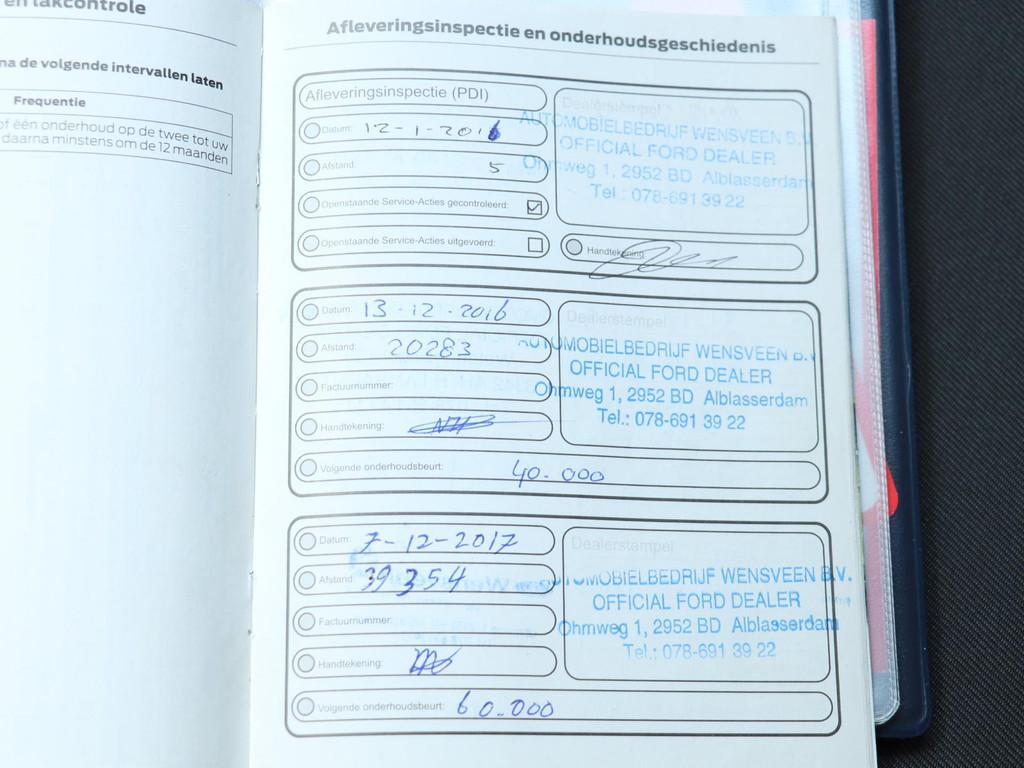 en lakcontrole
na de volgende intervallen laten
Frequentie
of één onderhoud op de twee tot uw
daarna minstens om de 12 maanden
Afleveringsinspectie en onderhoudsgeschiedenis
Afleveringsinspectie (PDI)
Datum: 12-1-2016
Afstand: 5
Openstaande Service-Acties gecontroleerd:
Openstaande Service-Acties uitgevoerd:
Dealerstempel
AUTOMOBIELBEDRIJF WENSVEEN B.V.
OFFICIAL FORD DEALER
Ohmweg 1, 2952 BD Alblasserdam
Tel.: 078-691 39 22
Handtekening:
Datum: 13-12-2016
Afstand: 20283
Factuurnummer:
Handtekening:
Dealerstempel
AUTOMOBIELBEDRIJF WENSVEEN B.V.
OFFICIAL FORD DEALER
Ohmweg 1, 2952 BD Alblasserdam
Tel.: 078-691 39 22
Volgende onderhoudsbeurt: 40.000
Datum: 7-12-2017
Afstand: 39354
Factuurnummer:
Handtekening:
Dealerstempel
AUTOMOBIELBEDRIJF WENSVEEN B.V.
OFFICIAL FORD DEALER
Ohmweg 1, 2952 BD Alblasserdam
Tel.: 078-691 39 22
Volgende onderhoudsbeurt: 60.000